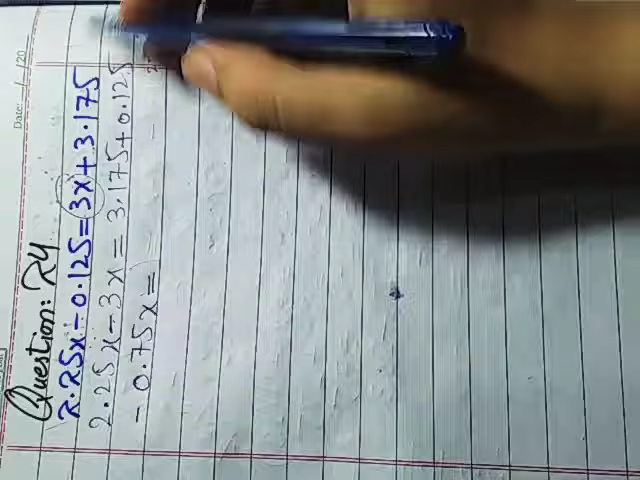 Date: 1 /20
Question: 24
2.25x-0.125=3x+3.175
2.25x-3x=3.175+0.125
-0.75x=